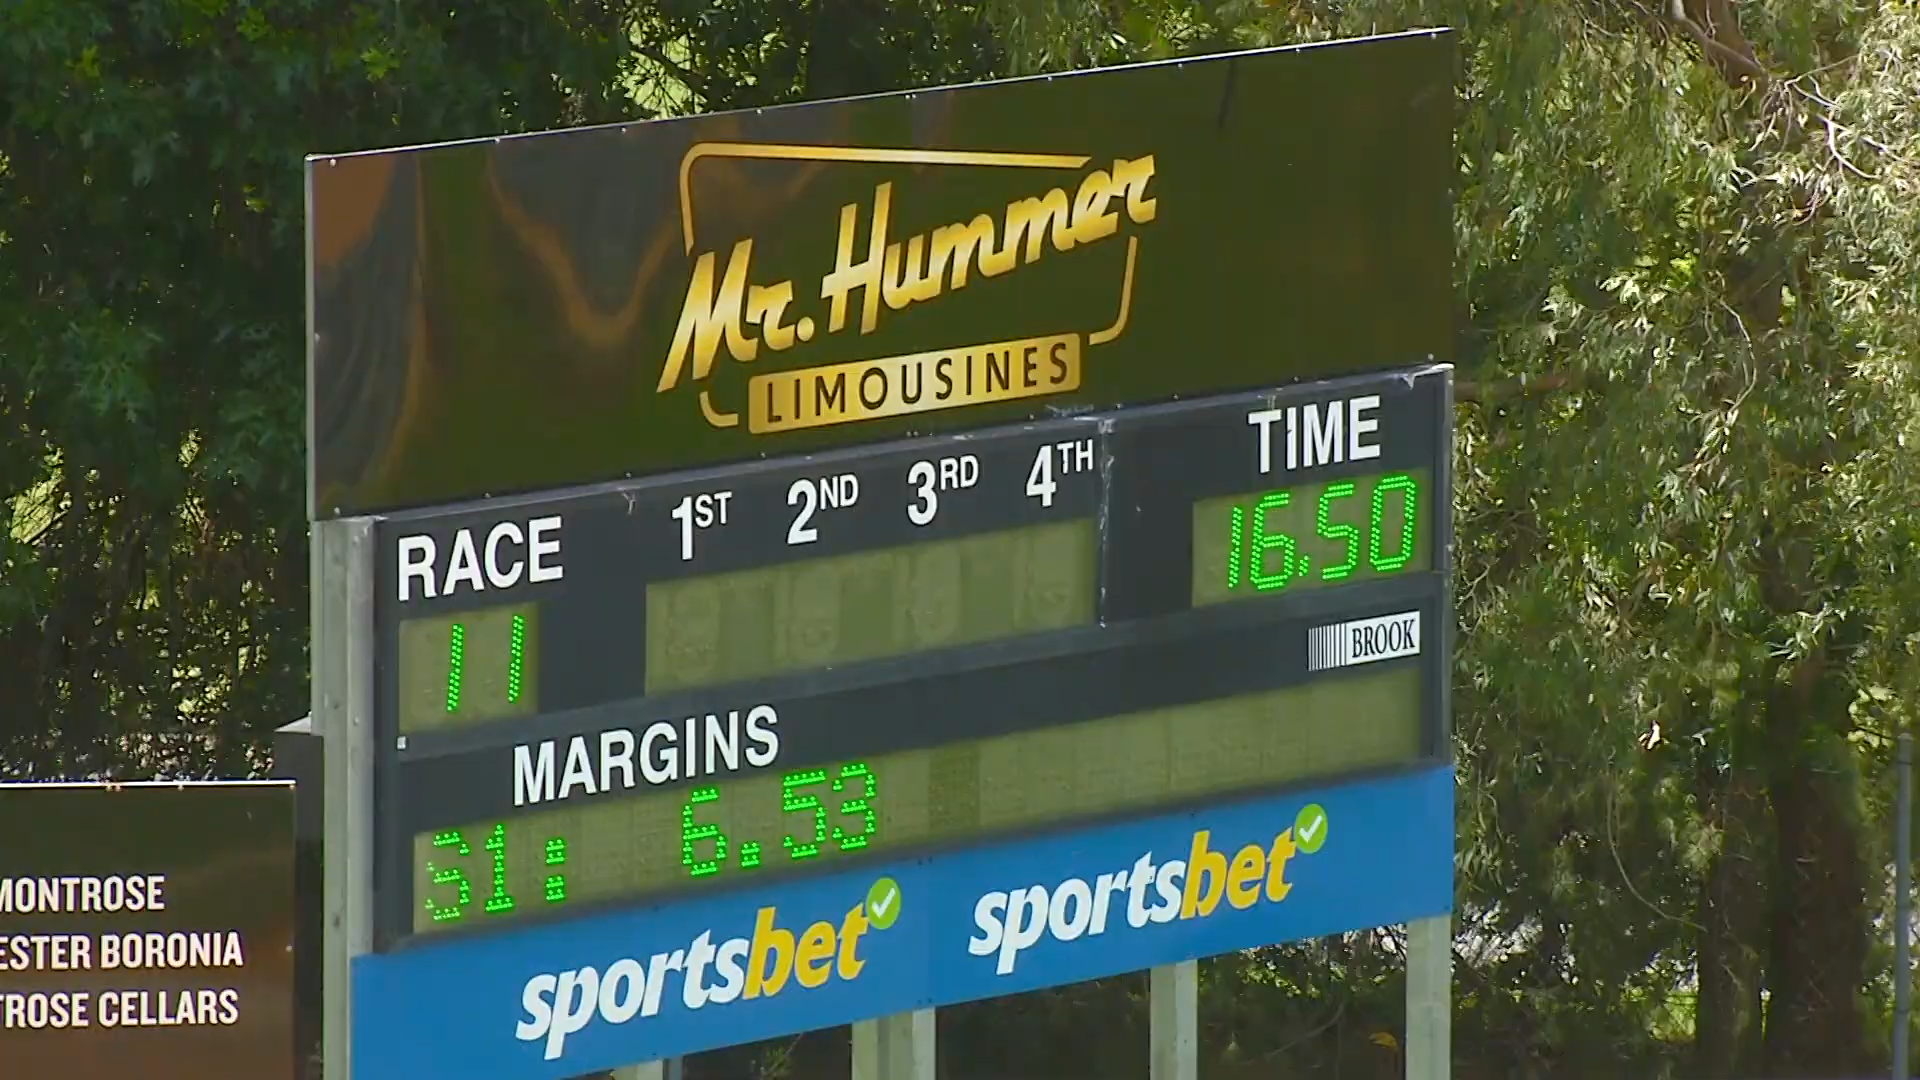 Mr. Hummer
LIMOUSINES
RACE 1ST 2ND 3RD 4TH TIME
11 16.50
BROOK
MARGINS
S1: 6.53
sportsbet sportsbet
MONTROSE
ESTER BORONIA
TROSE CELLARS